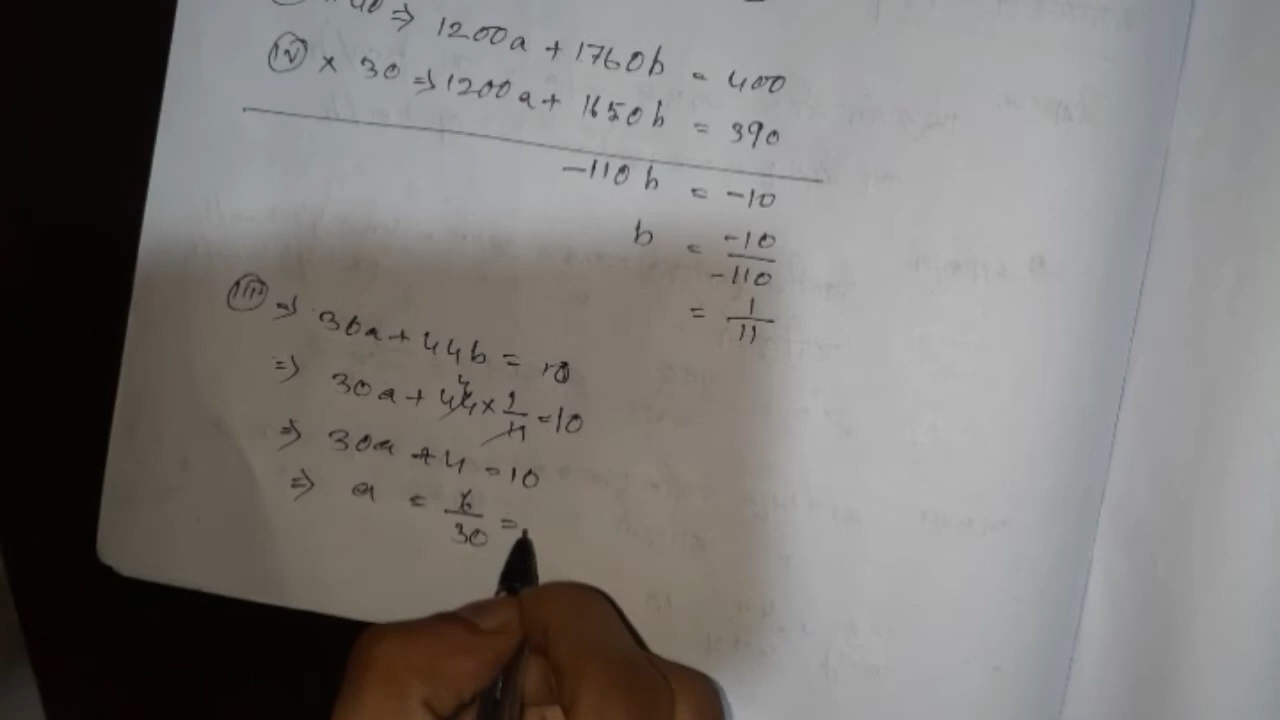 ⇒ 1200a + 1760b = 400
(iv) × 30 ⇒ 1200a + 1650b = 390
-110b = -10
b = -10/-110
= 1/11
(iii) ⇒ 30a + 44b = 10
⇒ 30a + 44 × 1/11 = 10
⇒ 30a + 4 = 10
⇒ a = 6/30 =